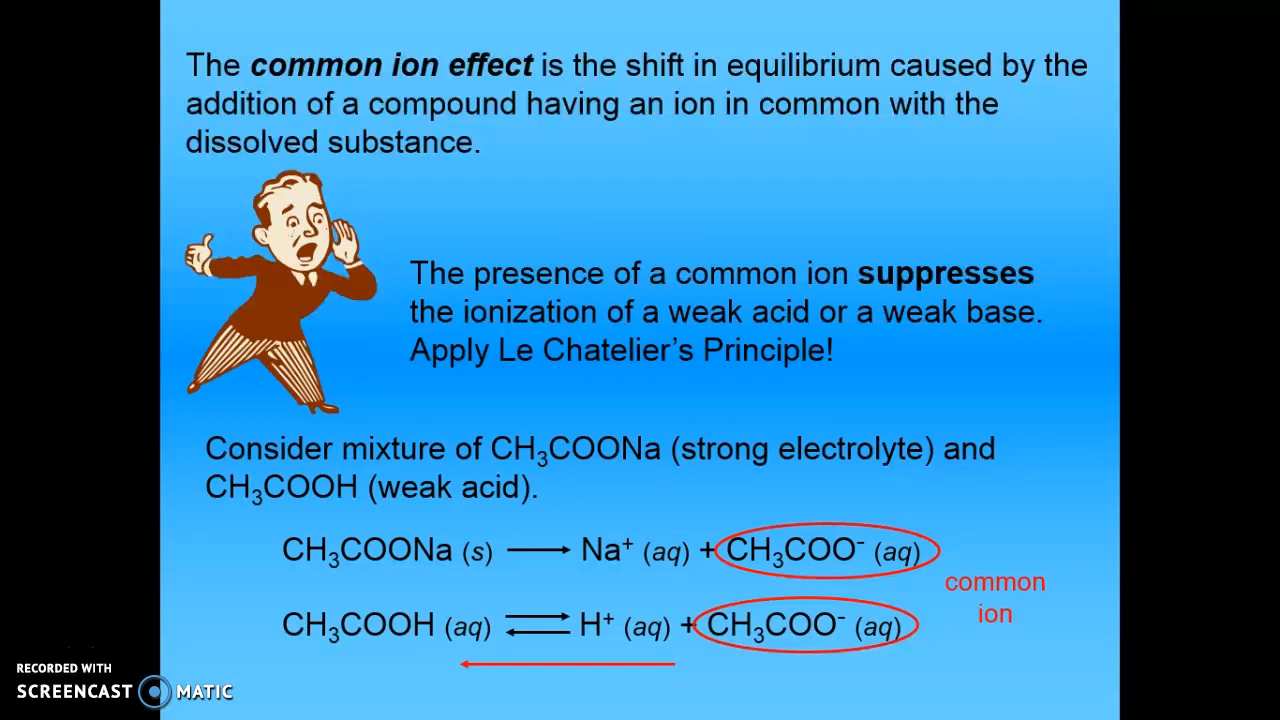 The common ion effect is the shift in equilibrium caused by the
addition of a compound having an ion in common with the
dissolved substance.
The presence of a common ion suppresses
the ionization of a weak acid or a weak base.
Apply Le Chatelier’s Principle!
Consider mixture of CH₃COONa (strong electrolyte) and
CH₃COOH (weak acid).
CH₃COONa (s) ⟶ Na⁺ (aq) + CH₃COO⁻ (aq)
common
ion
CH₃COOH (aq) ⇌ H⁺ (aq) + CH₃COO⁻ (aq)
RECORDED WITH
SCREENCAST MATIC